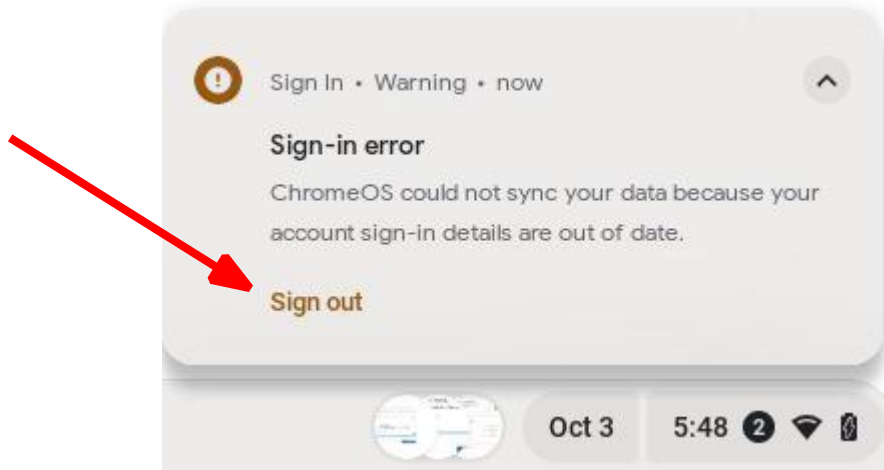 Sign In • Warning • now
Sign-in error
ChromeOS could not sync your data because your
account sign-in details are out of date.
Sign out
Oct 3 5:48 2